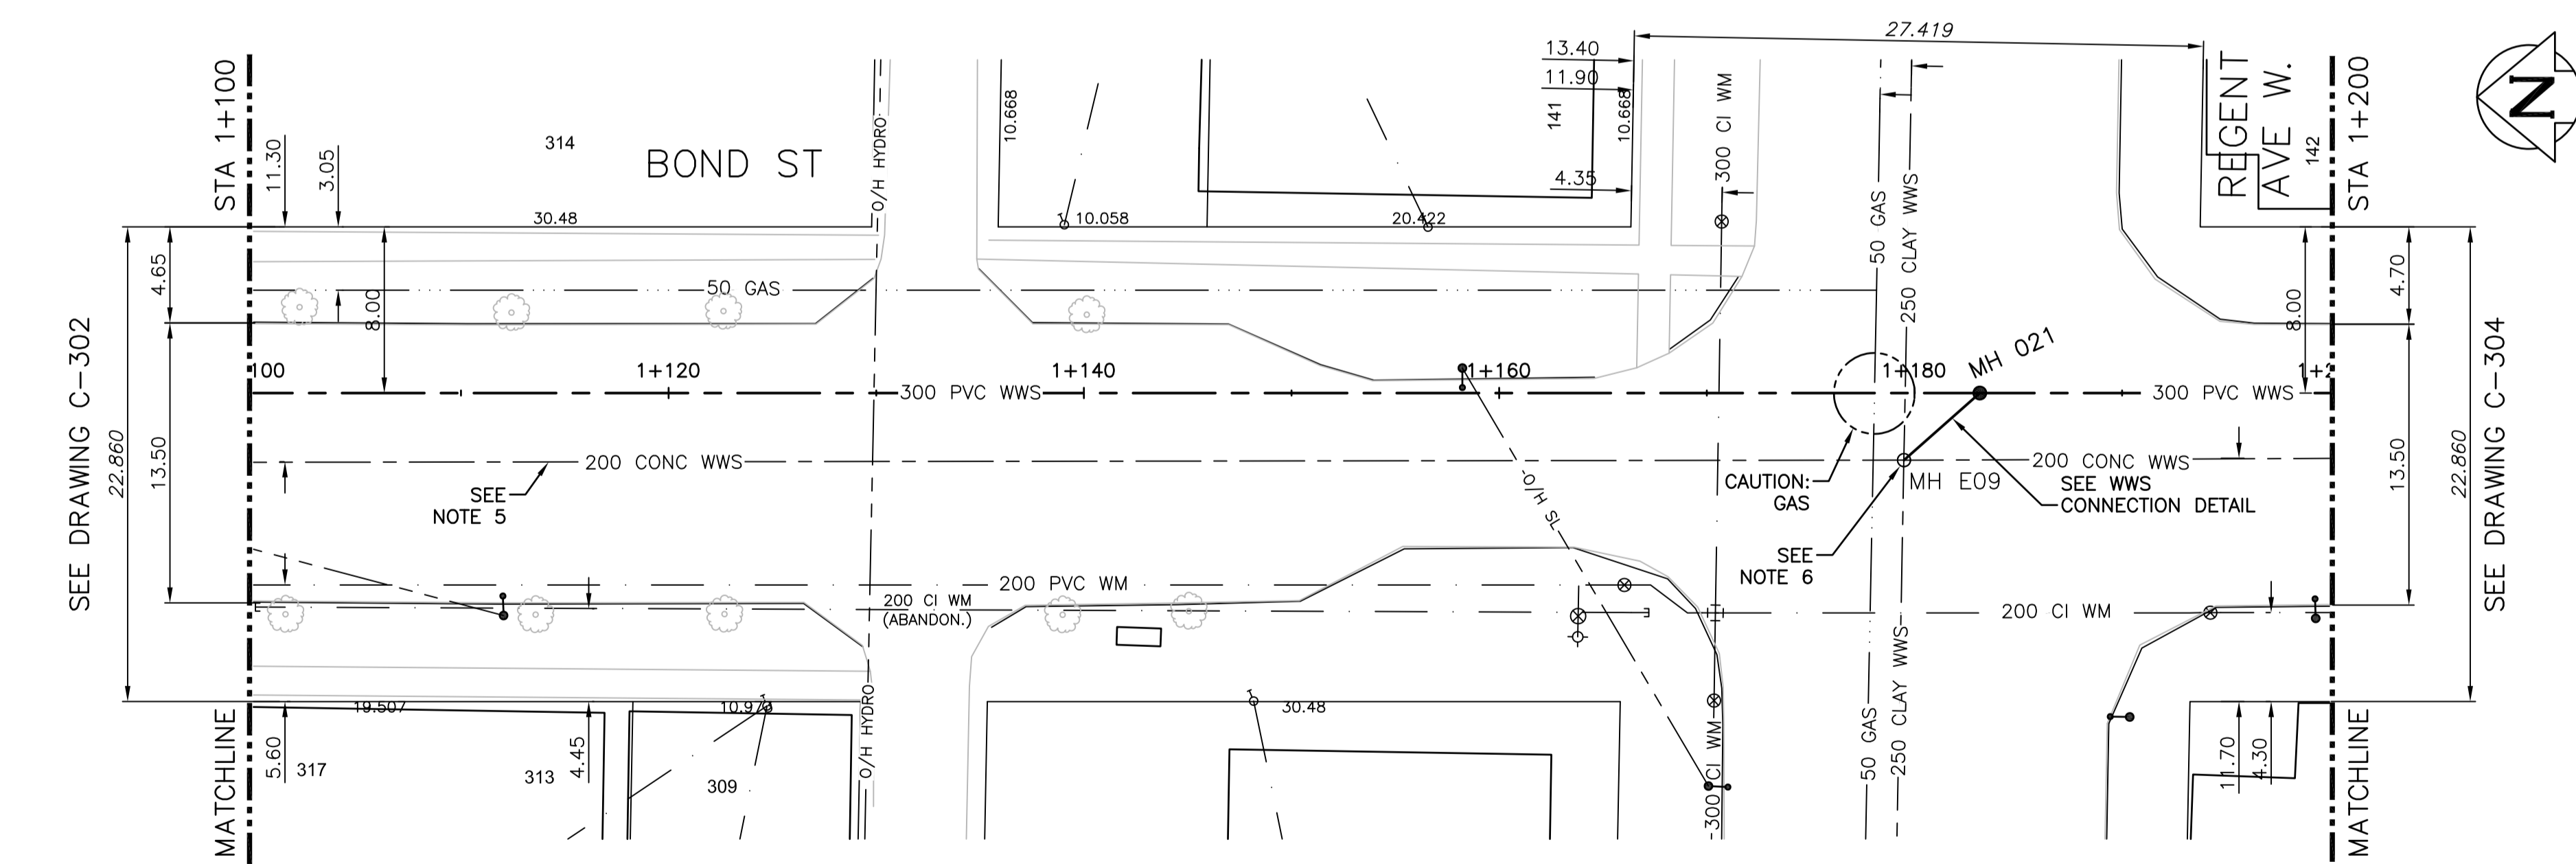 27.419
13.40
11.90
141
10.668
10.668
300 CI WM
4.35
REGENT
AVE W.
142
STA 1+200
N
STA 1+100
11.30
3.05
314
BOND ST
O/H HYDRO
30.48
10.058
20.422
50 GAS
250 CLAY WWS
4.65
8.00
50 GAS
8.00
4.70
SEE DRAWING C-302
22.860
13.50
100
1+120
1+140
1+160
1+180
MH 021
300 PVC WWS
300 PVC WWS
200 CONC WWS
SEE
NOTE 5
O/H SL
CAUTION:
GAS
MH E09
200 CONC WWS
SEE WWS
CONNECTION DETAIL
13.50
22.860
SEE DRAWING C-304
SEE
NOTE 6
200 PVC WM
200 CI WM
(ABANDON.)
200 CI WM
MATCHLINE
5.60
317
19.507
313
4.45
10.973
309
O/H HYDRO
30.48
300 CI WM
50 GAS
250 CLAY WWS
4.30
MATCHLINE